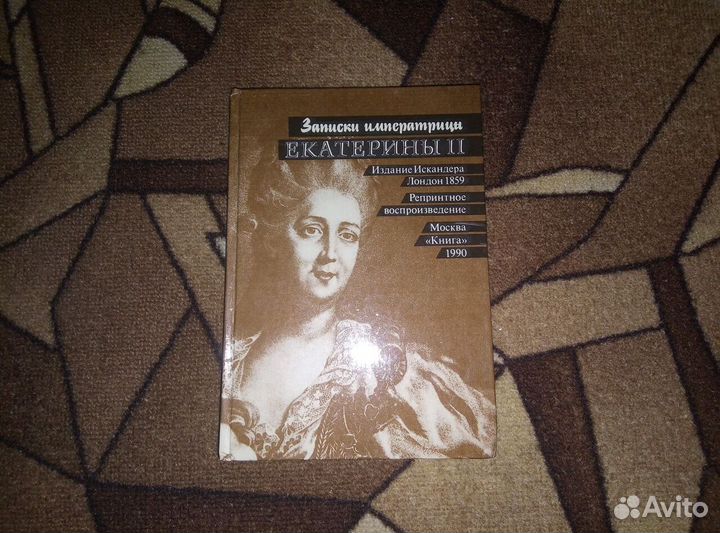 Записки императрицы
ЕКАТЕРИНЫ II
Издание Искандера
Лондон 1859
Репринтное
воспроизведение
Москва
«Книга»
1990
Avito